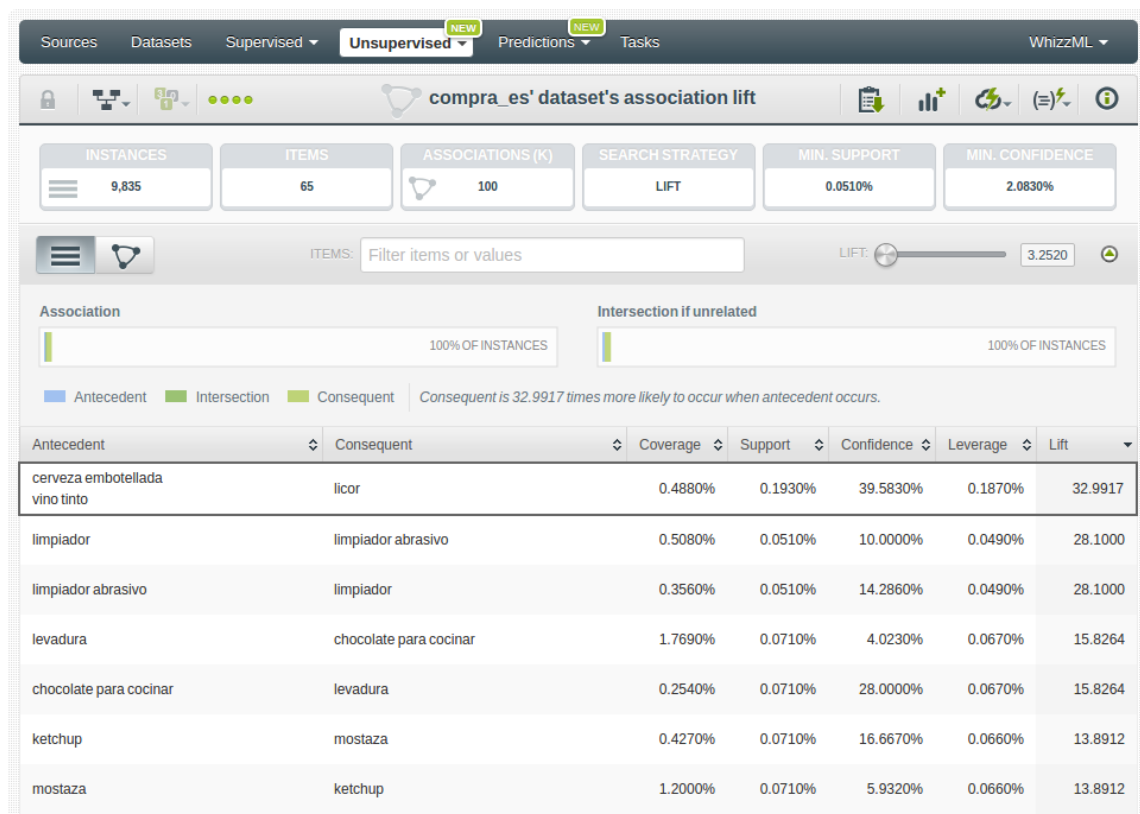 NEW NEW
Sources Datasets Supervised Unsupervised Predictions Tasks WhizzML
compra_es' dataset's association lift
INSTANCES ITEMS ASSOCIATIONS (K) SEARCH STRATEGY MIN. SUPPORT MIN. CONFIDENCE
9,835 65 100 LIFT 0.0510% 2.0830%
ITEMS: Filter items or values LIFT: 3.2520
Association Intersection if unrelated
100% OF INSTANCES 100% OF INSTANCES
Antecedent Intersection Consequent Consequent is 32.9917 times more likely to occur when antecedent occurs.
Antecedent Consequent Coverage Support Confidence Leverage Lift
cerveza embotellada
vino tinto licor 0.4880% 0.1930% 39.5830% 0.1870% 32.9917
limpiador limpiador abrasivo 0.5080% 0.0510% 10.0000% 0.0490% 28.1000
limpiador abrasivo limpiador 0.3560% 0.0510% 14.2860% 0.0490% 28.1000
levadura chocolate para cocinar 1.7690% 0.0710% 4.0230% 0.0670% 15.8264
chocolate para cocinar levadura 0.2540% 0.0710% 28.0000% 0.0670% 15.8264
ketchup mostaza 0.4270% 0.0710% 16.6670% 0.0660% 13.8912
mostaza ketchup 1.2000% 0.0710% 5.9320% 0.0660% 13.8912